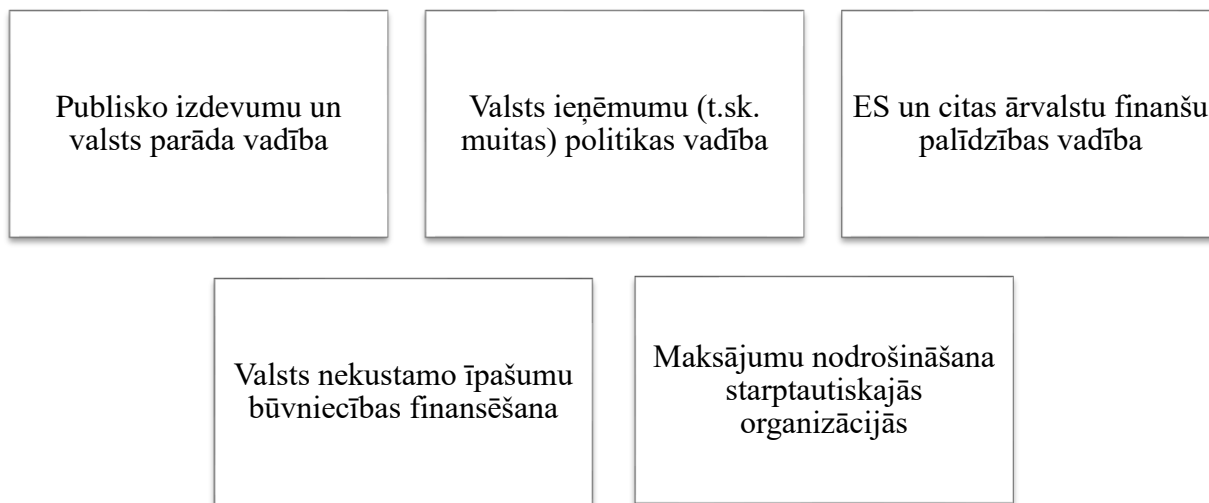 Publisko izdevumu un
valsts parāda vadība
Valsts ieņēmumu (t.sk.
muitas) politikas vadība
ES un citas ārvalstu finanšu
palīdzības vadība
Valsts nekustamo īpašumu
būvniecības finansēšana
Maksājumu nodrošināšana
starptautiskajās
organizācijās